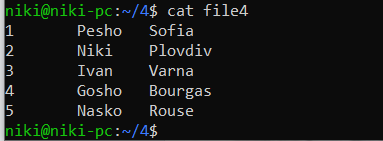 niki@niki-pc:~/4$ cat file4
1 Pesho Sofia
2 Niki Plovdiv
3 Ivan Varna
4 Gosho Bourgas
5 Nasko Rouse
niki@niki-pc:~/4$